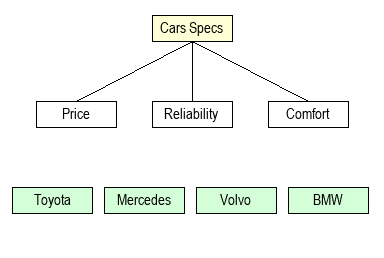 Cars Specs
Price
Reliability
Comfort
Toyota
Mercedes
Volvo
BMW